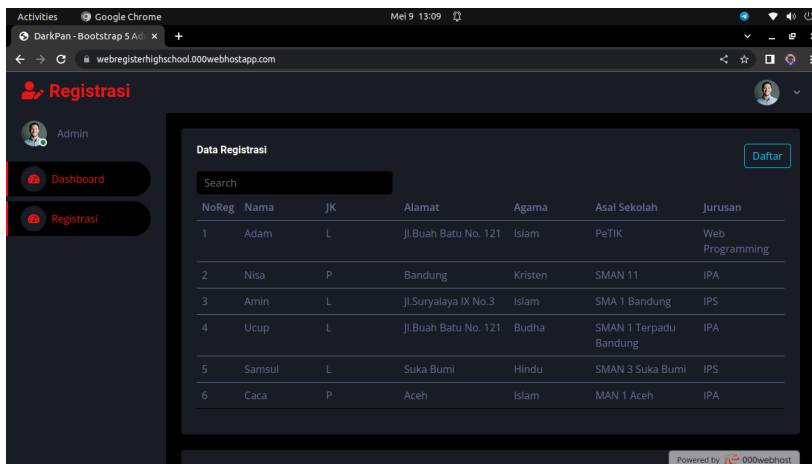 Activities Google Chrome Mei 9 13:09
DarkPan - Bootstrap 5 Ad
webregisterhighschool.000webhostapp.com
Registrasi
Admin
Dashboard
Registrasi
Data Registrasi
Daftar
Search
NoReg Nama JK Alamat Agama Asal Sekolah Jurusan
1 Adam L Jl.Buah Batu No. 121 Islam PeTIK Web
Programming
2 Nisa P Bandung Kristen SMAN 11 IPA
3 Amin L Jl.Suryalaya IX No.3 Islam SMA 1 Bandung IPS
4 Ucup L Jl.Buah Batu No. 121 Budha SMAN 1 Terpadu IPA
Bandung
5 Samsul L Suka Bumi Hindu SMAN 3 Suka Bumi IPS
6 Caca P Aceh Islam MAN 1 Aceh IPA
Powered by 000webhost